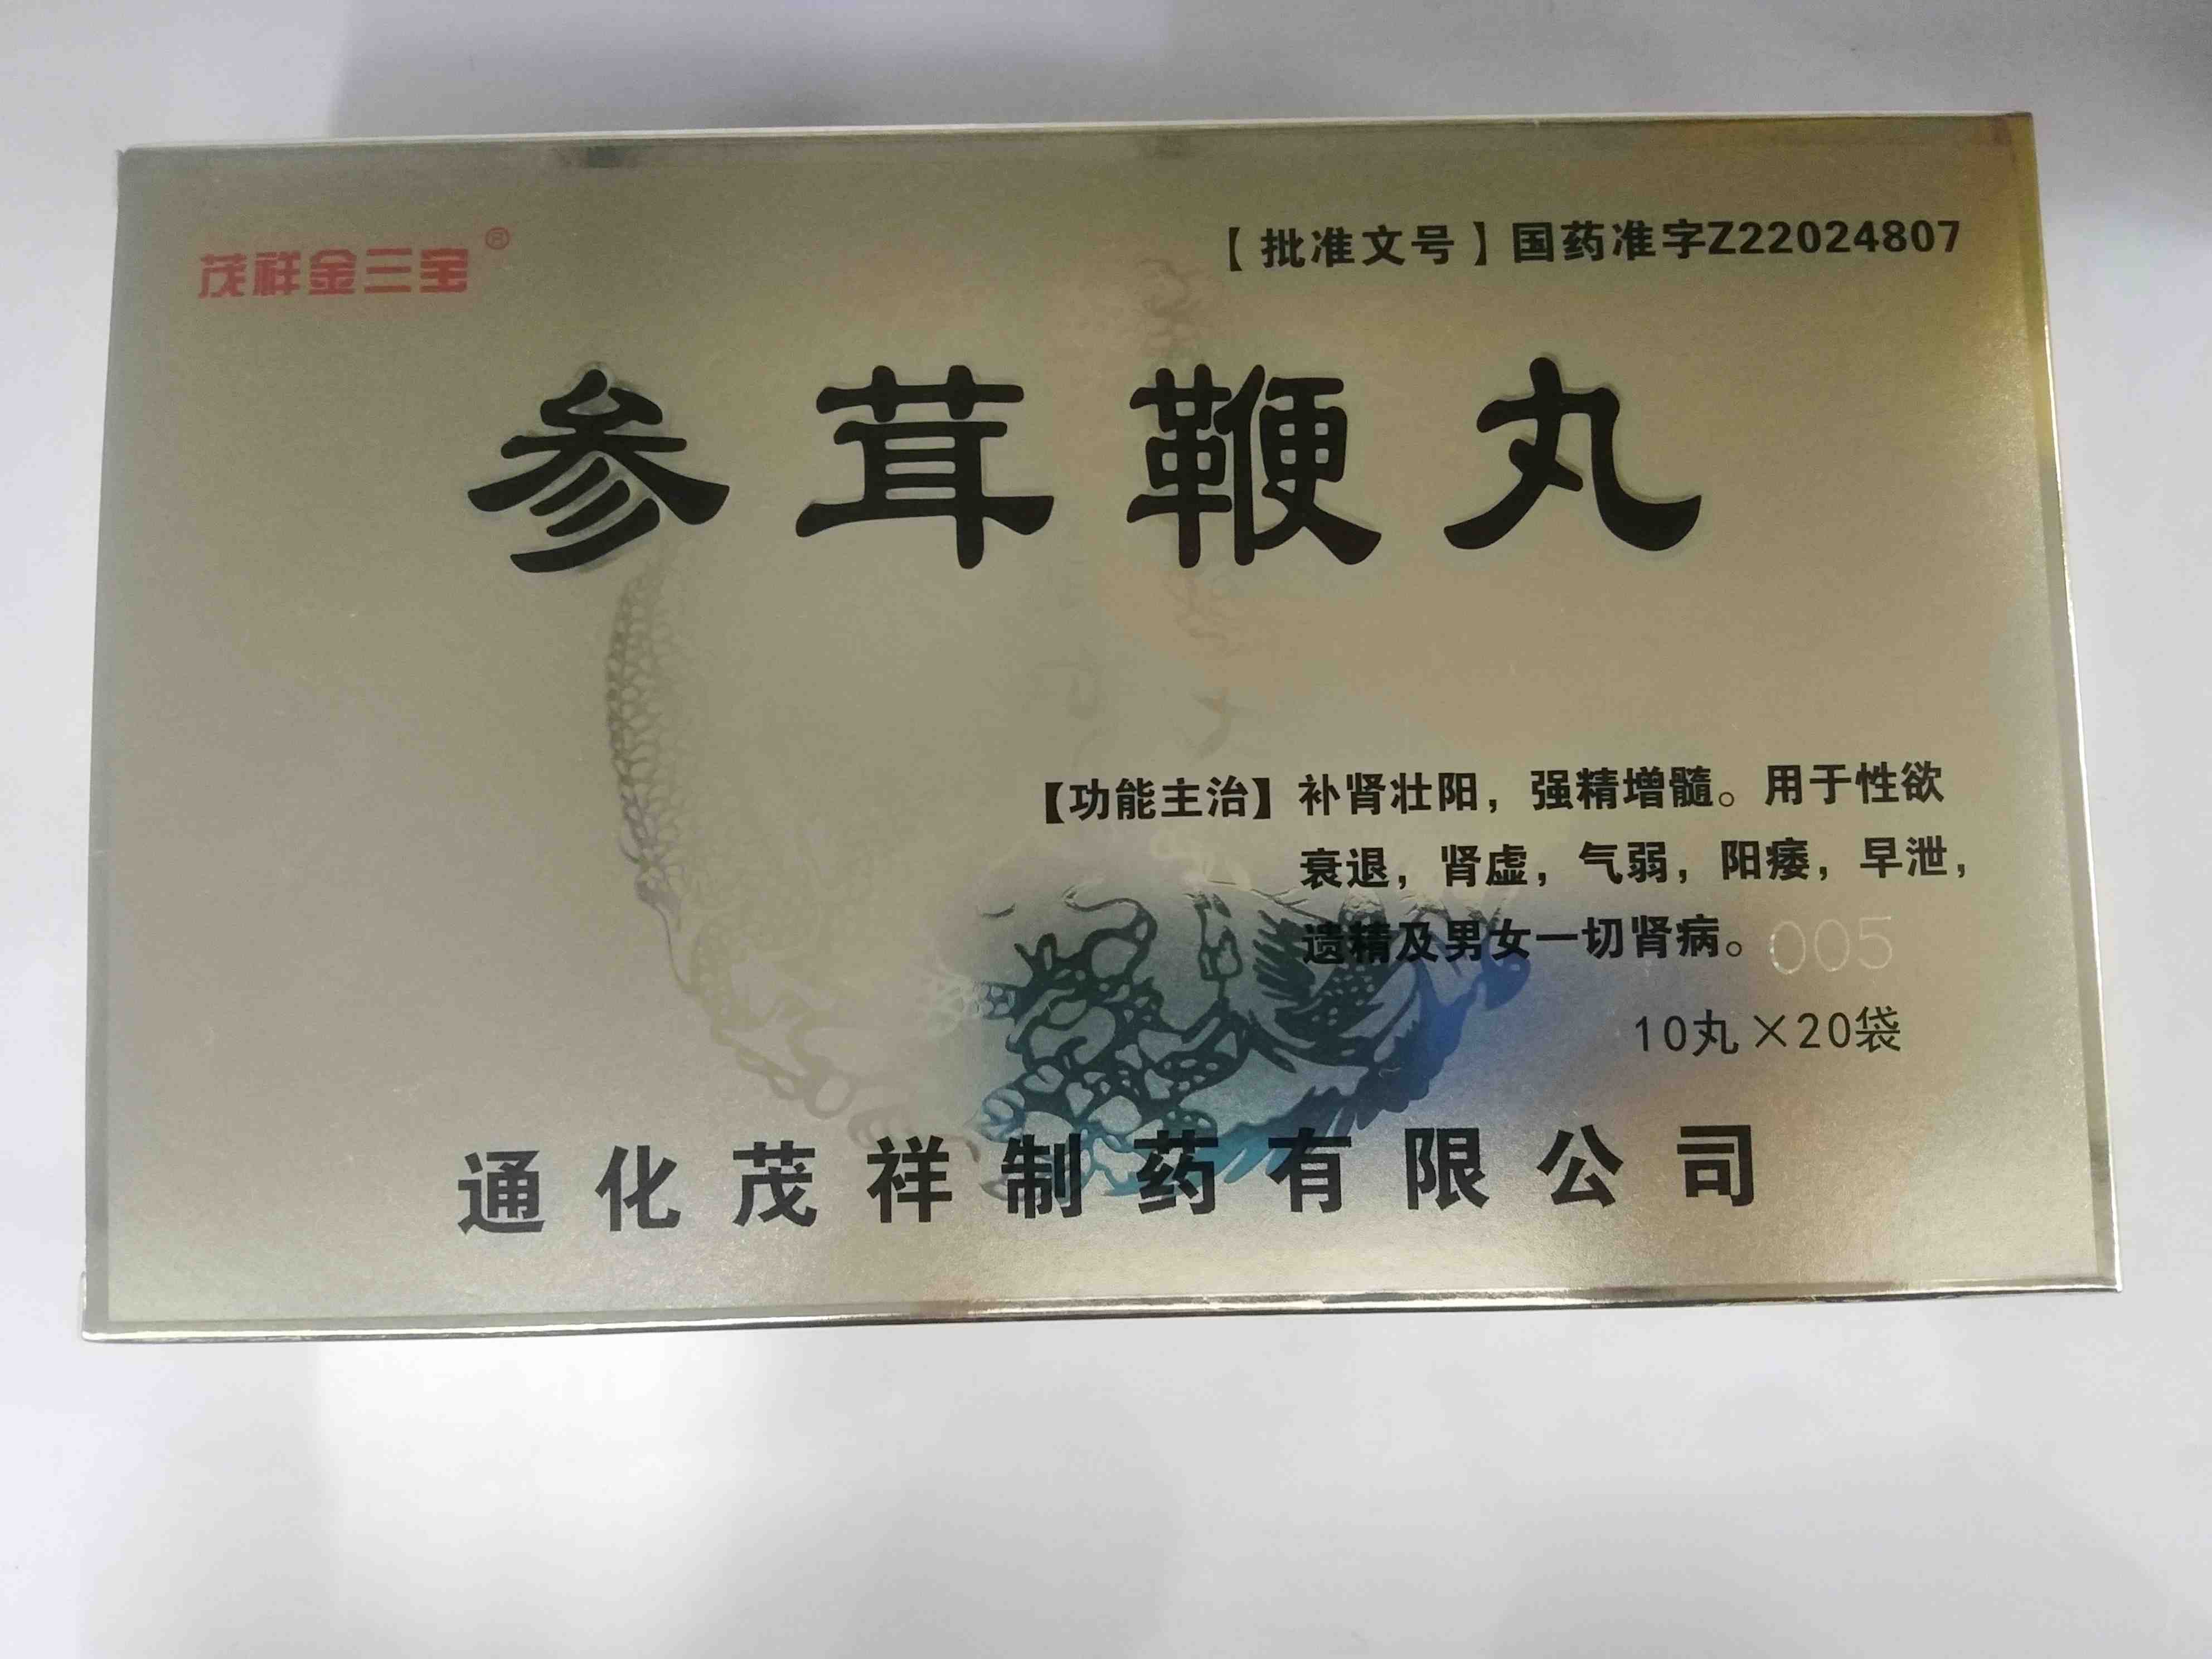 茂祥金三宝®
【批准文号】国药准字Z22024807
参茸鞭丸
【功能主治】补肾壮阳，强精增髓。用于性欲
衰退，肾虚，气弱，阳痿，早泄，
遗精及男女一切肾病。
005
10丸×20袋
通化茂祥制药有限公司